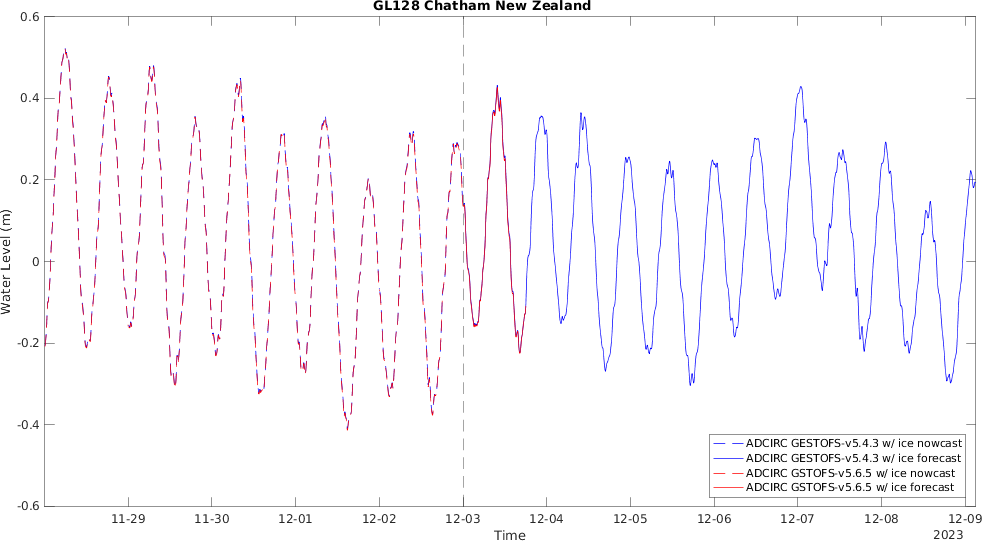 GL128 Chatham New Zealand
0.6
0.4
0.2
0
-0.2
-0.4
-0.6
Water Level (m)
11-29 11-30 12-01 12-02 12-03 12-04 12-05 12-06 12-07 12-08 12-09
Time
2023
ADCIRC GESTOFS-v5.4.3 w/ ice nowcast
ADCIRC GESTOFS-v5.4.3 w/ ice forecast
ADCIRC GSTOFS-v5.6.5 w/ ice nowcast
ADCIRC GSTOFS-v5.6.5 w/ ice forecast